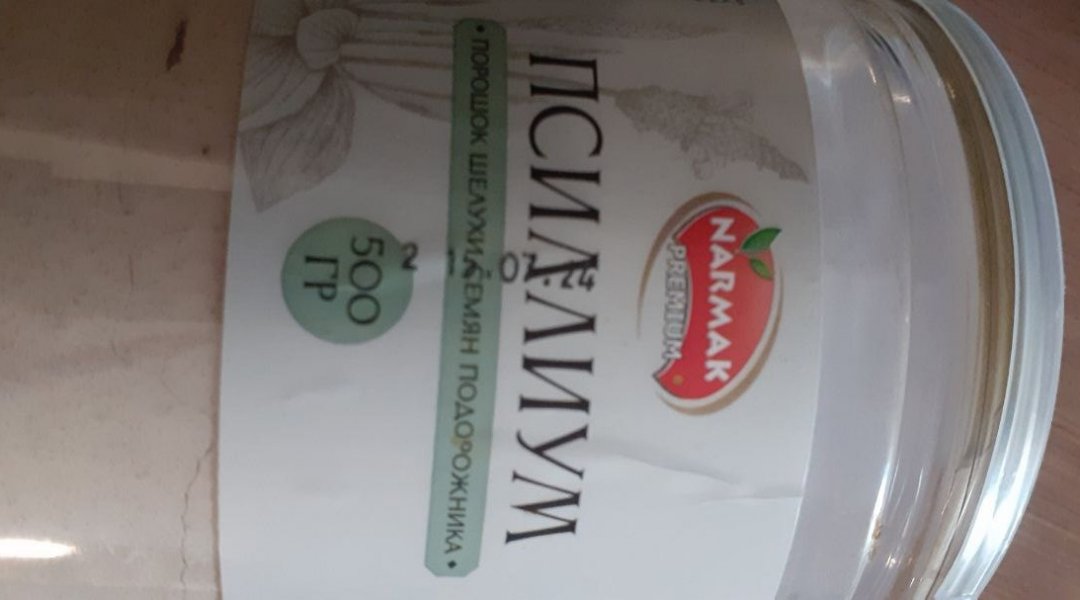 NARMAK
PREMIUM
ПСИЛЛИУМ
• ПОРОШОК ШЕЛУХИ СЕМЯН ПОДОРОЖНИКА •
500
ГР